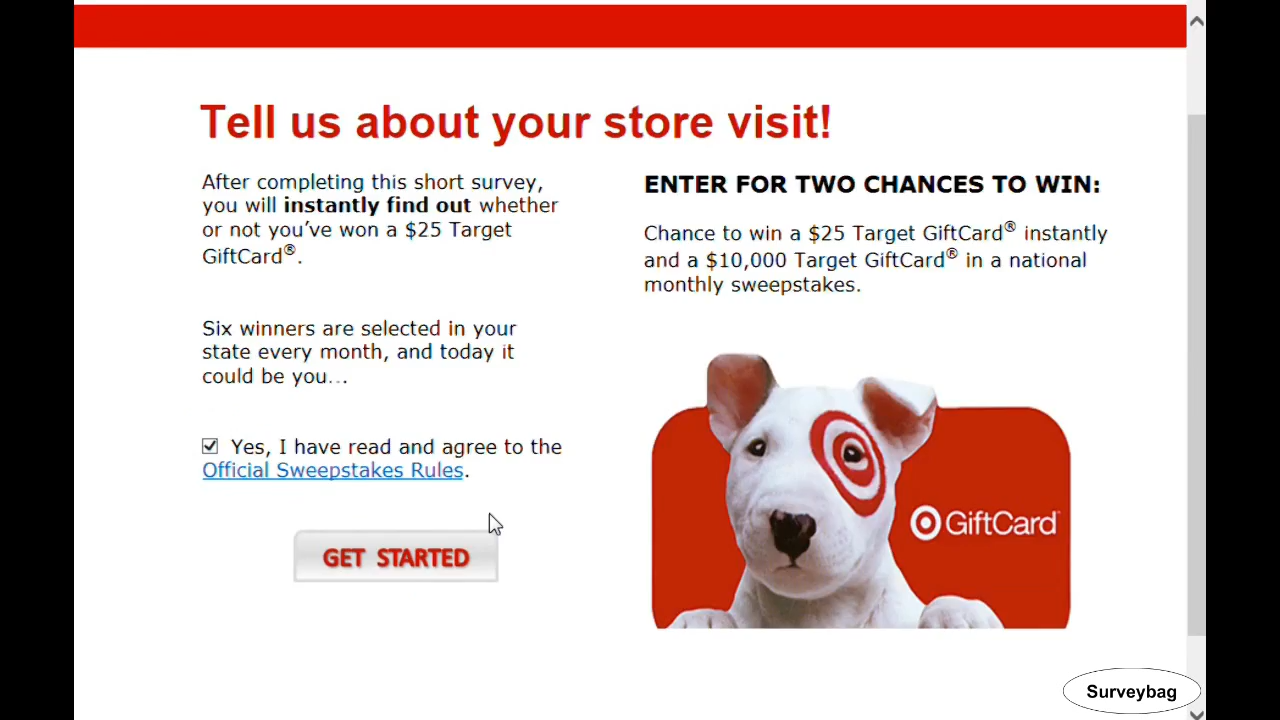 Tell us about your store visit!
After completing this short survey,
you will instantly find out whether
or not you've won a $25 Target
GiftCard®.
Six winners are selected in your
state every month, and today it
could be you...
Yes, I have read and agree to the
Official Sweepstakes Rules.
GET STARTED
ENTER FOR TWO CHANCES TO WIN:
Chance to win a $25 Target GiftCard® instantly
and a $10,000 Target GiftCard® in a national
monthly sweepstakes.
GiftCard™
Surveybag